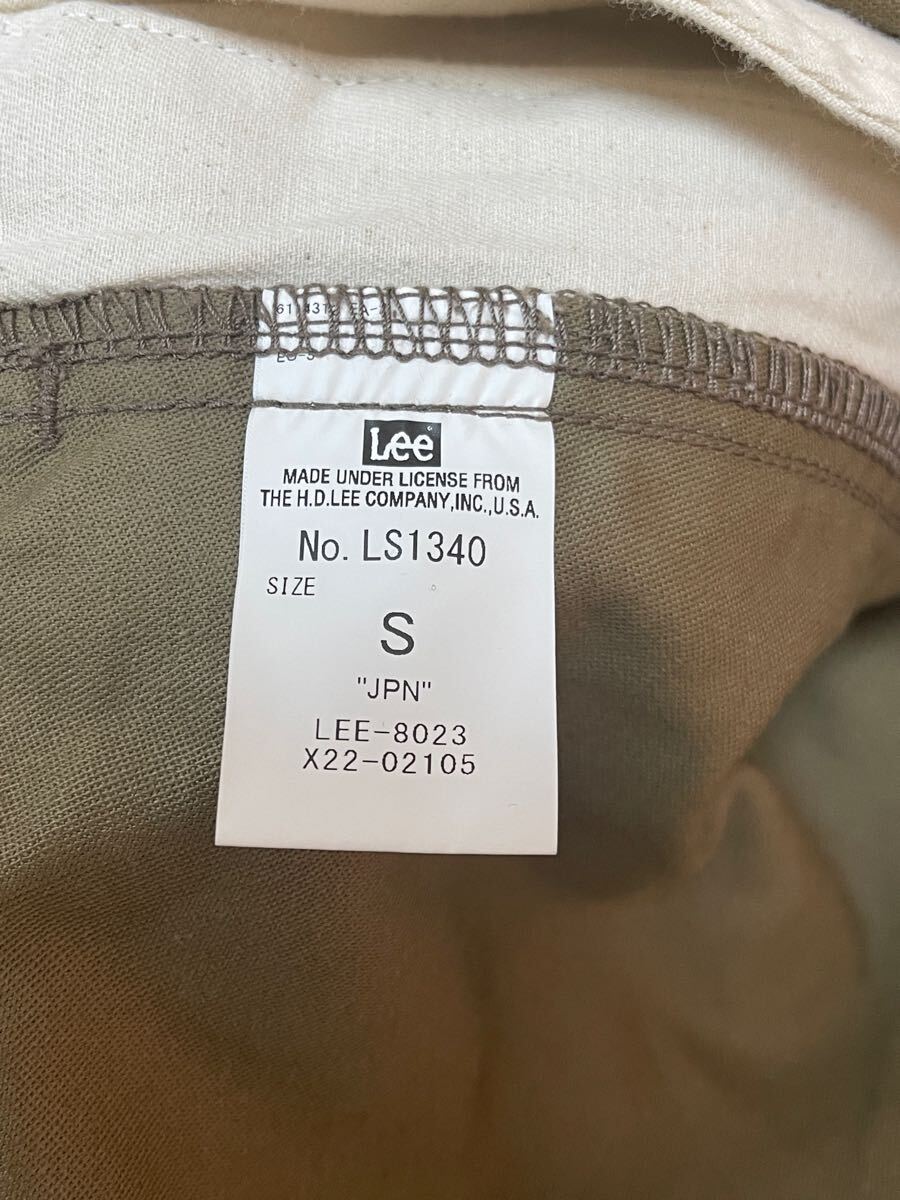 Lee
MADE UNDER LICENSE FROM
THE H.D.LEE COMPANY,INC.,U.S.A.
No. LS1340
SIZE
S
"JPN"
LEE-8023
X22-02105